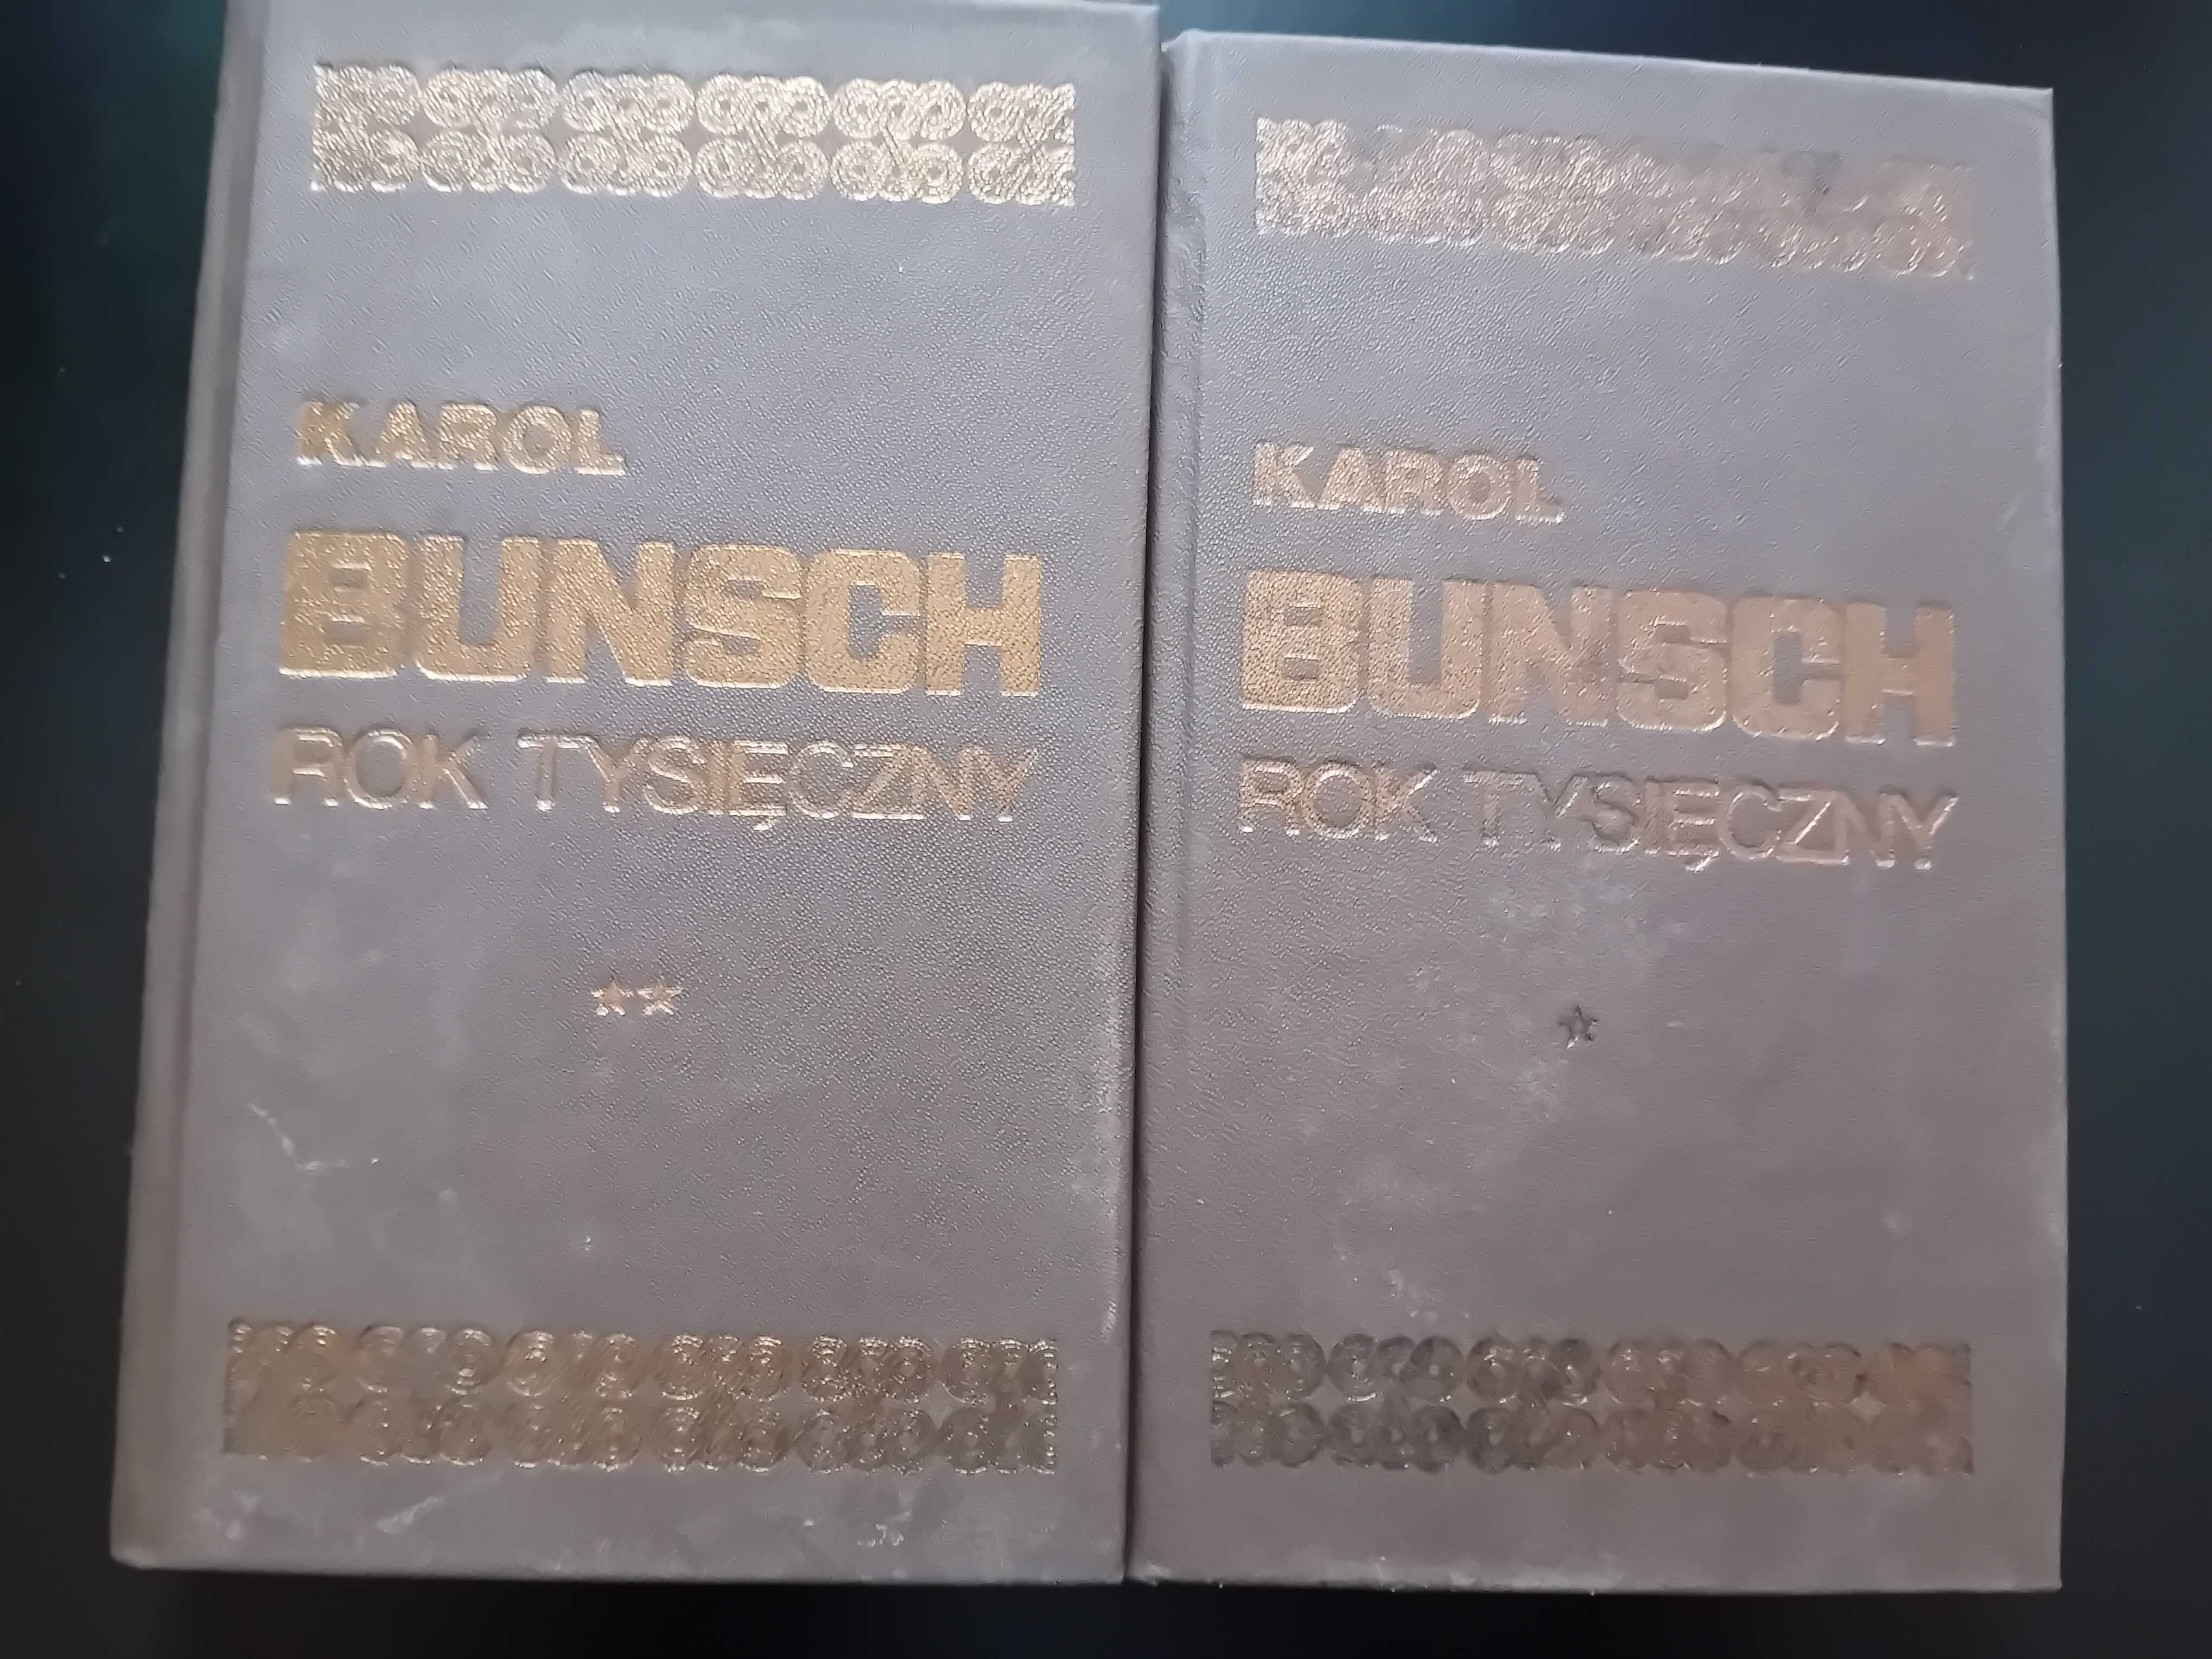 KAROL
BUNSCH
ROK TYSIĘCZNY
KAROL
BUNSCH
ROK TYSIĘCZNY